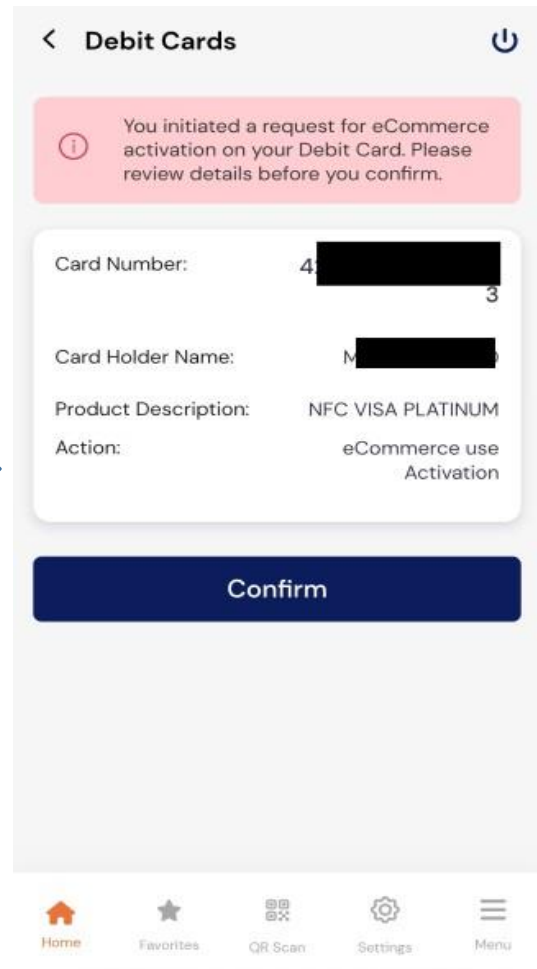 Debit Cards
You initiated a request for eCommerce
activation on your Debit Card. Please
review details before you confirm.
Card Number: 4
3
Card Holder Name: M
Product Description: NFC VISA PLATINUM
Action: eCommerce use
Activation
Confirm
Home Favorites QR Scan Settings Menu